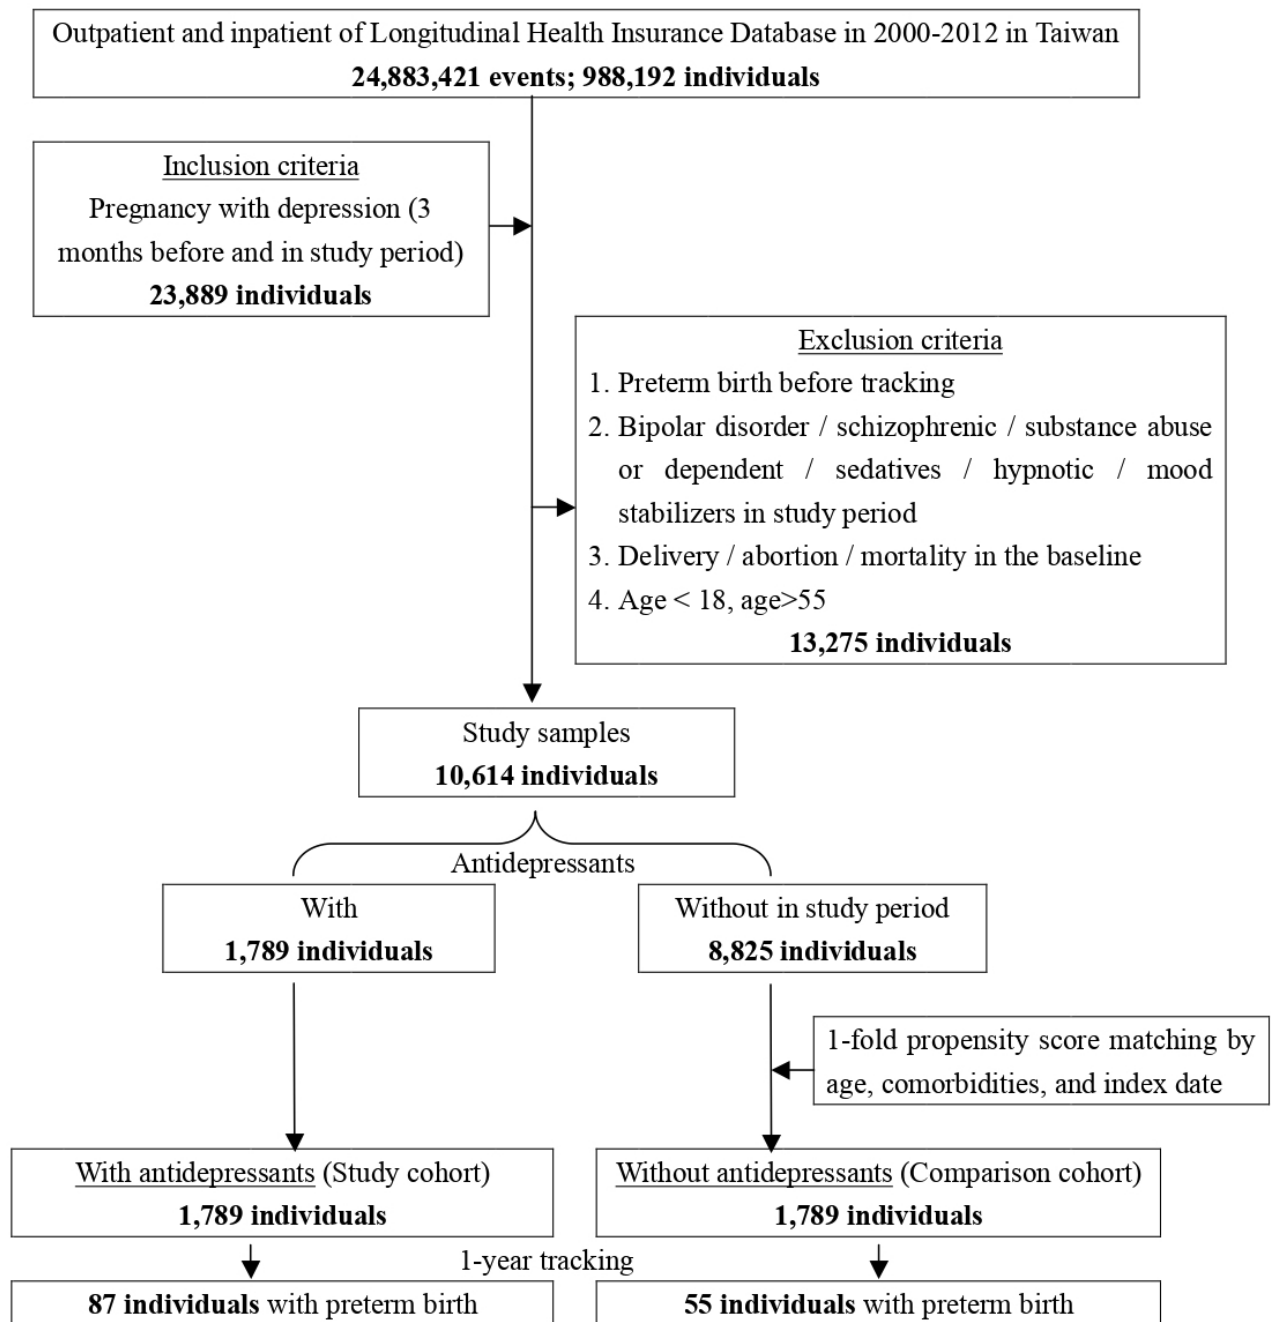 Outpatient and inpatient of Longitudinal Health Insurance Database in 2000-2012 in Taiwan
24,883,421 events; 988,192 individuals
Inclusion criteria
Pregnancy with depression (3
months before and in study period)
23,889 individuals
Exclusion criteria
1. Preterm birth before tracking
2. Bipolar disorder / schizophrenic / substance abuse
or dependent / sedatives / hypnotic / mood
stabilizers in study period
3. Delivery / abortion / mortality in the baseline
4. Age < 18, age>55
13,275 individuals
Study samples
10,614 individuals
Antidepressants
With
1,789 individuals
Without in study period
8,825 individuals
1-fold propensity score matching by
age, comorbidities, and index date
With antidepressants (Study cohort)
1,789 individuals
Without antidepressants (Comparison cohort)
1,789 individuals
1-year tracking
87 individuals with preterm birth
55 individuals with preterm birth